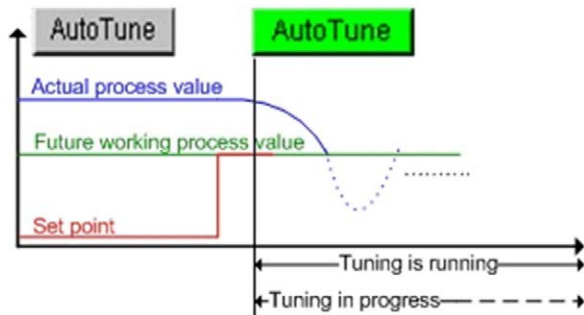 AutoTune
AutoTune
Actual process value
Future working process value
Set point
Tuning is running
Tuning in progress